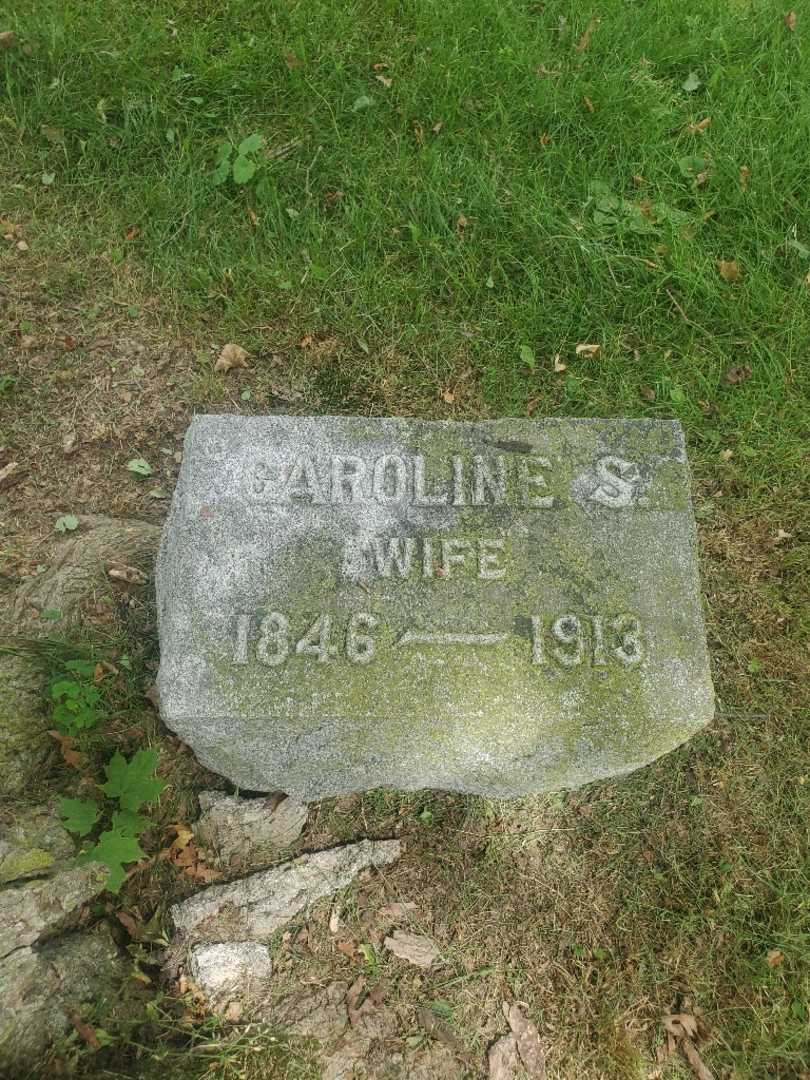 CAROLINE S.
WIFE
1846 — 1913